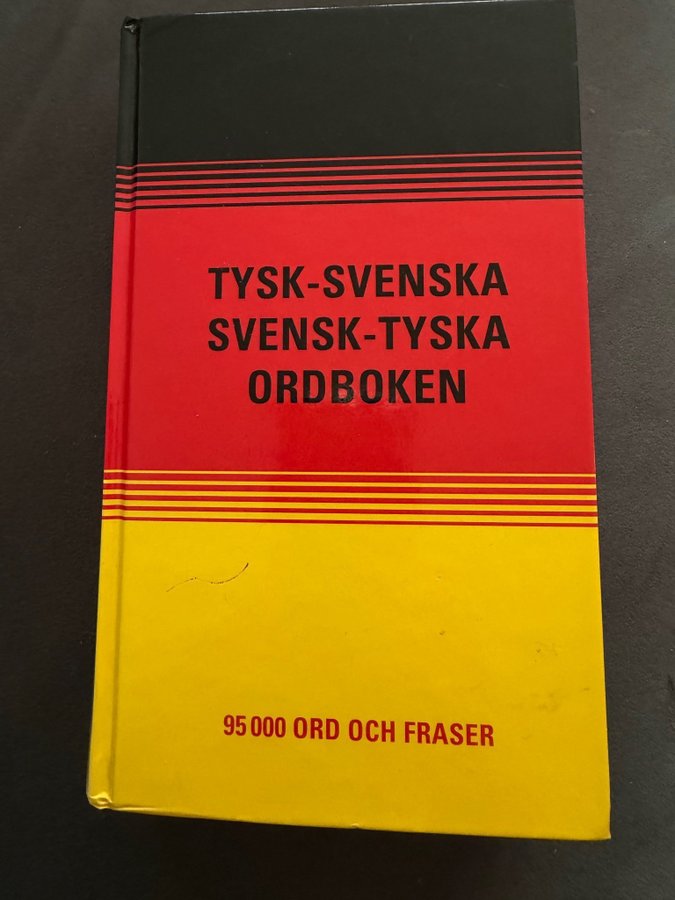 TYSK-SVENSKA
SVENSK-TYSKA
ORDBOKEN
95 000 ORD OCH FRASER